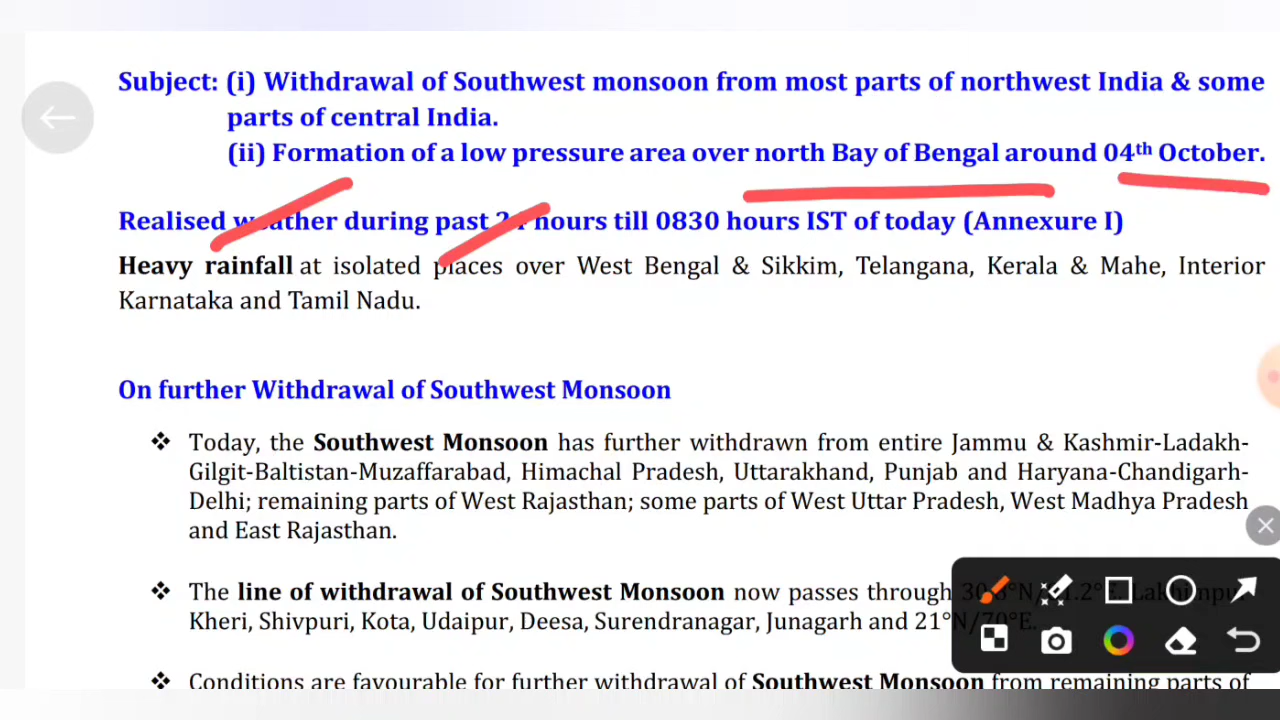 Subject: (i) Withdrawal of Southwest monsoon from most parts of northwest India & some
parts of central India.
(ii) Formation of a low pressure area over north Bay of Bengal around 04th October.
Realised weather during past 24 hours till 0830 hours IST of today (Annexure I)
Heavy rainfall at isolated places over West Bengal & Sikkim, Telangana, Kerala & Mahe, Interior
Karnataka and Tamil Nadu.
On further Withdrawal of Southwest Monsoon
❖ Today, the Southwest Monsoon has further withdrawn from entire Jammu & Kashmir-Ladakh-
Gilgit-Baltistan-Muzaffarabad, Himachal Pradesh, Uttarakhand, Punjab and Haryana-Chandigarh-
Delhi; remaining parts of West Rajasthan; some parts of West Uttar Pradesh, West Madhya Pradesh
and East Rajasthan.
❖ The line of withdrawal of Southwest Monsoon now passes through Lakhimpur
Kheri, Shivpuri, Kota, Udaipur, Deesa, Surendranagar, Junagarh and 21°N/70°E.
❖ Conditions are favourable for further withdrawal of Southwest Monsoon from remaining parts of